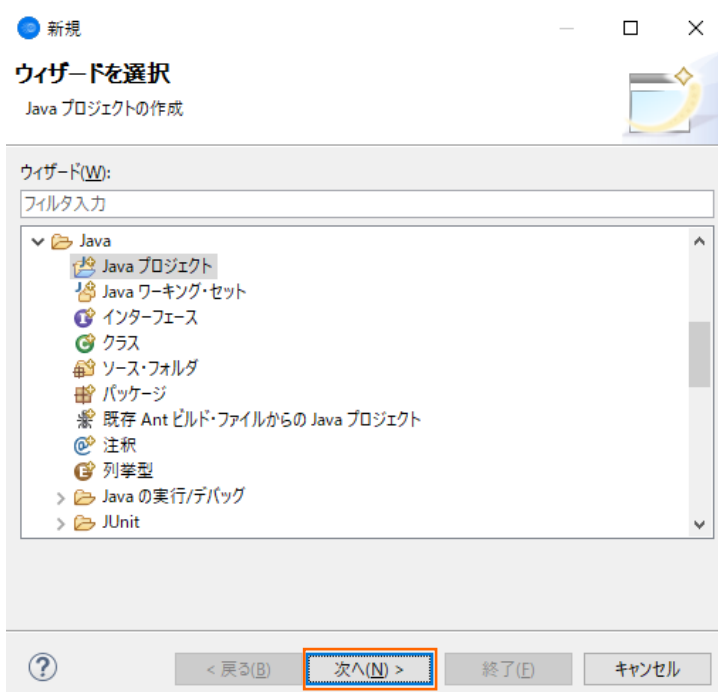 新規
ウィザードを選択
Java プロジェクトの作成
ウィザード(W):
フィルタ入力
Java
Java プロジェクト
Java ワーキング・セット
インターフェース
クラス
ソース・フォルダ
パッケージ
既存 Ant ビルド・ファイルからの Java プロジェクト
注釈
列挙型
Java の実行/デバッグ
JUnit
< 戻る(B) 次へ(N) > 終了(F) キャンセル